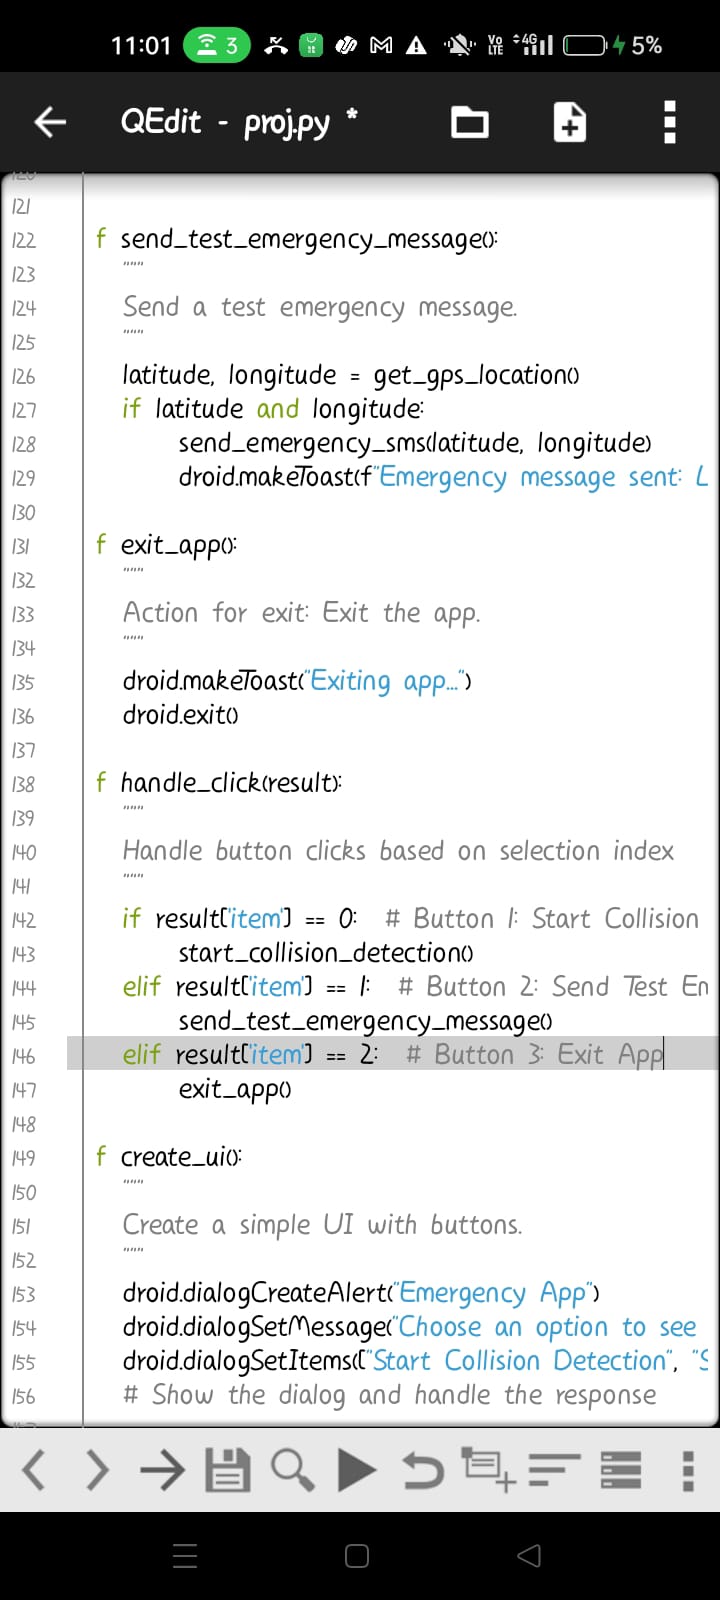 11:01 3 Vo LTE 4G 5%
QEdit - proj.py *
121
122 f send_test_emergency_message():
123 """
124 Send a test emergency message.
125 """
126 latitude, longitude = get_gps_location()
127 if latitude and longitude:
128 send_emergency_sms(latitude, longitude)
129 droid.makeToast(f"Emergency message sent: L
130
131 f exit_app():
132 """
133 Action for exit: Exit the app.
134 """
135 droid.makeToast("Exiting app...")
136 droid.exit()
137
138 f handle_click(result):
139 """
140 Handle button clicks based on selection index
141 """
142 if result['item'] == 0: # Button 1: Start Collision
143 start_collision_detection()
144 elif result['item'] == 1: # Button 2: Send Test Em
145 send_test_emergency_message()
146 elif result['item'] == 2: # Button 3: Exit App
147 exit_app()
148
149 f create_ui():
150 """
151 Create a simple UI with buttons.
152 """
153 droid.dialogCreateAlert("Emergency App")
154 droid.dialogSetMessage("Choose an option to see
155 droid.dialogSetItems(["Start Collision Detection", "S
156 # Show the dialog and handle the response